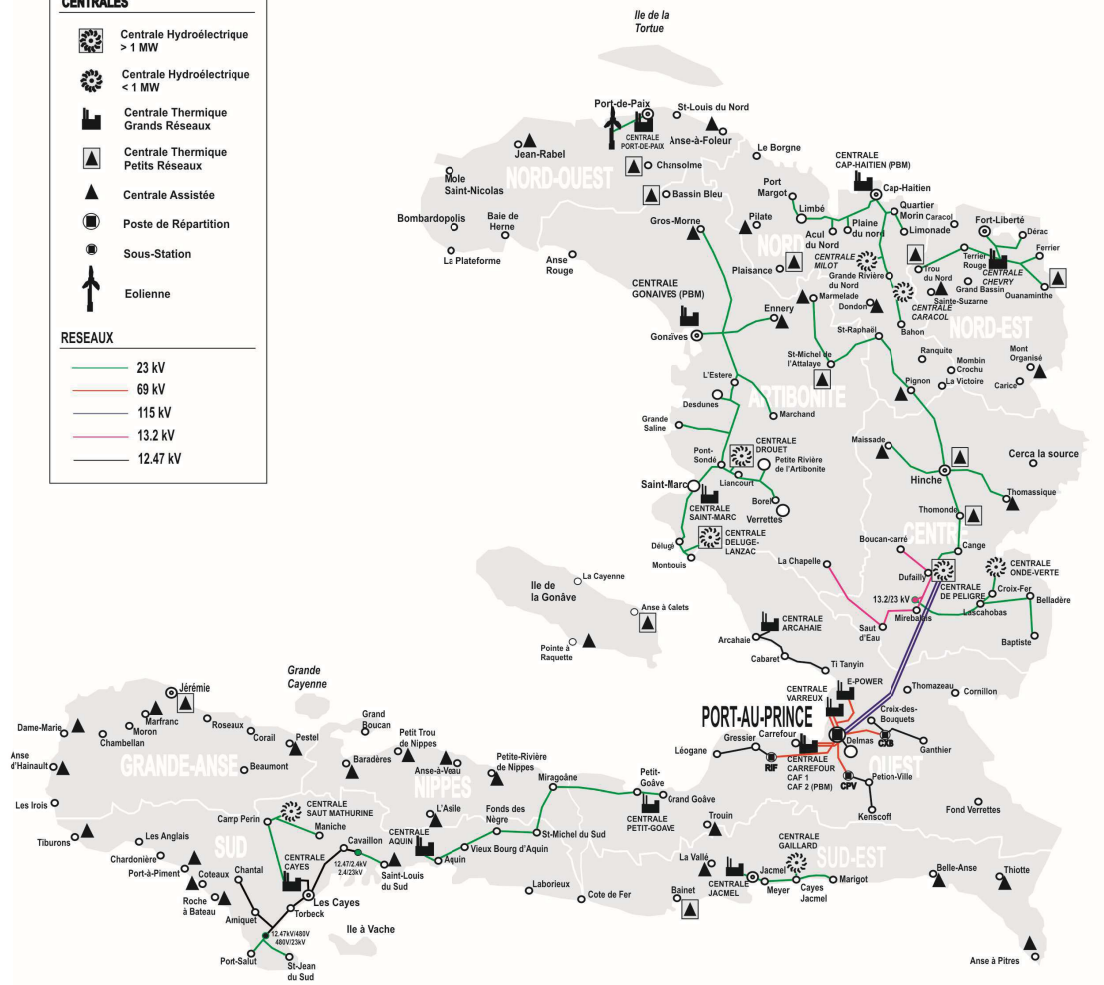 CENTRALES
Centrale Hydroélectrique
> 1 MW
Centrale Hydroélectrique
< 1 MW
Centrale Thermique
Grands Réseaux
Centrale Thermique
Petits Réseaux
Centrale Assistée
Poste de Répartition
Sous-Station
Eolienne
RESEAUX
23 kV
69 kV
115 kV
13.2 kV
12.47 kV
Ile de la
Tortue
Port-de-Paix
St-Louis du Nord
CENTRALE
PORT-DE-PAIX
Anse-à-Foleur
Jean-Rabel
Chansolme
Bassin Bleu
NORD-OUEST
Mole
Saint-Nicolas
Bombardopolis
Baie de
Herne
La Plateforme
Anse
Rouge
Gros-Morne
Le Borgne
Port
Margot
CENTRALE
CAP-HAITIEN (PBM)
Cap-Haitien
Limbé
Pilate
Acul
du Nord
Plaine
du nord
Quartier
Morin
Caracol
Limonade
Fort-Liberté
Dérac
Ferrier
Terrier
Rouge
CENTRALE
CHEVRY
Ouanaminthe
NORD
CENTRALE
MILOT
Plaisance
Grande Rivière
du Nord
Trou
du Nord
Grand Bassin
Sainte-Suzanne
CENTRALE
CARACOL
NORD-EST
Marmelade
Dondon
Bahon
CENTRALE
GONAIVES (PBM)
Ennery
Gonaïves
St-Raphaël
St-Michel de
l'Attalaye
Ranquite
Mombin
Crochu
La Victoire
Mont
Organisé
Carice
Pignon
L'Estere
Desdunes
ARTIBONITE
Marchand
Grande
Saline
Pont-
Sondé
CENTRALE
DROUET
Petite Rivière
de l'Artibonite
Liancourt
Saint-Marc
CENTRALE
SAINT-MARC
Borel
Verrettes
Maissade
Hinche
Cerca la source
Thomassique
Thomonde
CENTRE
Cange
Délugé
Montouis
CENTRALE
DELUGE-
LANZAC
Boucan-carré
La Chapelle
Dufailly
CENTRALE
DE PELIGRE
CENTRALE
ONDE-VERTE
13.2/23 kV
Croix-Fer
Belladère
Lascahobas
Mirebalais
Saut
d'Eau
Baptiste
Ile de
la Gonâve
La Cayenne
Anse à Galets
Pointe à
Raquette
CENTRALE
ARCAHAIE
Arcahaie
Cabaret
Ti Tanyin
Thomazeau
Cornillon
E-POWER
CENTRALE
VARREUX
PORT-AU-PRINCE
Croix-des-
Bouquets
CXB
Delmas
Ganthier
OUEST
Carrefour
Gressier
Léogane
RIF
CENTRALE
CARREFOUR
CAF 1
CAF 2 (PBM)
CPV
Petion-Ville
Kenscoff
Fond Verrettes
Grande
Cayenne
Jérémie
Marfranc
Moron
Roseaux
Corail
Pestel
Dame-Marie
Chambellan
Anse
d'Hainault
GRANDE-ANSE
Beaumont
Les Irois
Tiburons
Grand
Boucan
Petit Trou
de Nippes
Baradères
Anse-à-Veau
Petite-Rivière
de Nippes
NIPPES
Miragoâne
Petit-
Goâve
Grand Goâve
CENTRALE
PETIT-GOAVE
L'Asile
Fonds des
Nègre
St-Michel du Sud
Vieux Bourg d'Aquin
CENTRALE
AQUIN
Aquin
CENTRALE
SAUT MATHURINE
Camp Perin
Maniche
Cavaillon
12.47/2.4kV
2.4/23kV
Saint-Louis
du Sud
SUD
Les Anglais
Chardonière
Port-à-Piment
Coteaux
Roche
à Bateau
Chantal
CENTRALE
CAYES
Les Cayes
Torbeck
Arniquet
12.47kV/480V
480V/23kV
Port-Salut
St-Jean
du Sud
Ile à Vache
Laborieux
Cote de Fer
Trouin
La Vallé
Bainet
CENTRALE
JACMEL
Jacmel
Meyer
CENTRALE
GAILLARD
Cayes
Jacmel
Marigot
SUD-EST
Belle-Anse
Thiotte
Anse à Pitres